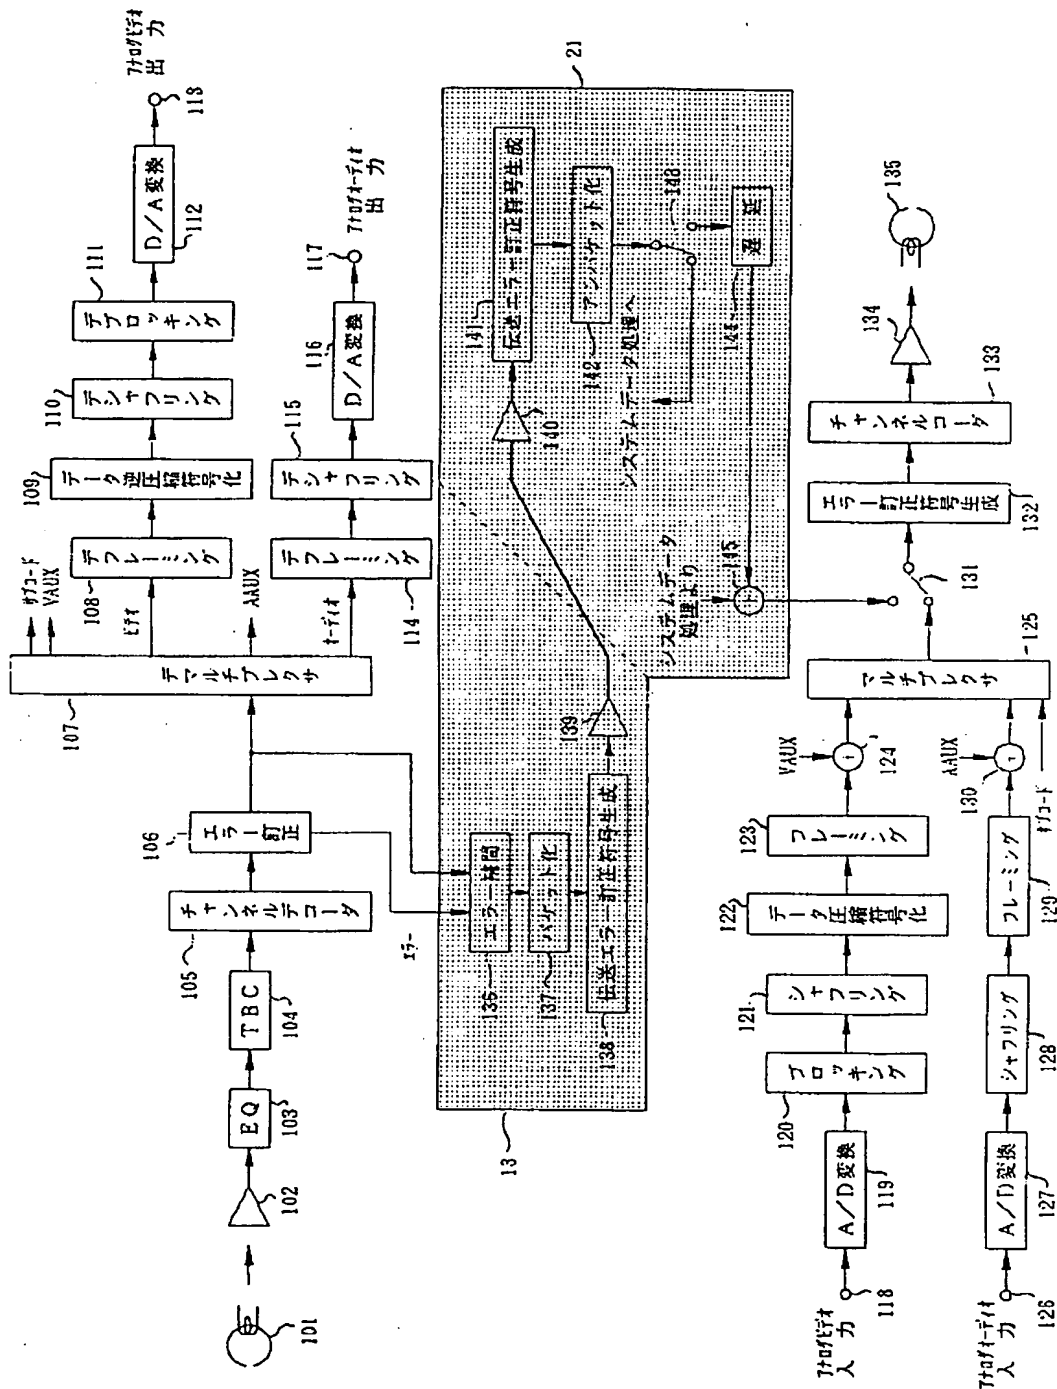 101
102
EQ
103
TBC
104
チャンネルデコーダ
105
エラー訂正
106
エラー
デマルチプレクサ
107
サブコード
VAUX
ビデオ
AAUX
オーディオ
デフレーミング
108
データ逆圧縮符号化
109
デシャフリング
110
デブロッキング
111
D/A変換
112
アナログビデオ
出力
113
デフレーミング
114
デシャフリング
115
D/A変換
116
アナログオーディオ
出力
117
13
エラー補間
136
パケット化
137
伝送エラー訂正符号生成
138
139
140
21
伝送エラー訂正符号生成
141
アンパケット化
142
143
遅延
144
システムデータ処理へ
システムデータ
処理より
145
アナログビデオ
入力
118
A/D変換
119
ブロッキング
120
シャフリング
121
データ圧縮符号化
122
フレーミング
123
VAUX
124
マルチプレクサ
125
アナログオーディオ
入力
126
A/D変換
127
シャフリング
128
フレーミング
129
AAUX
130
サブコード
131
エラー訂正符号生成
132
チャンネルコーダ
133
134
135